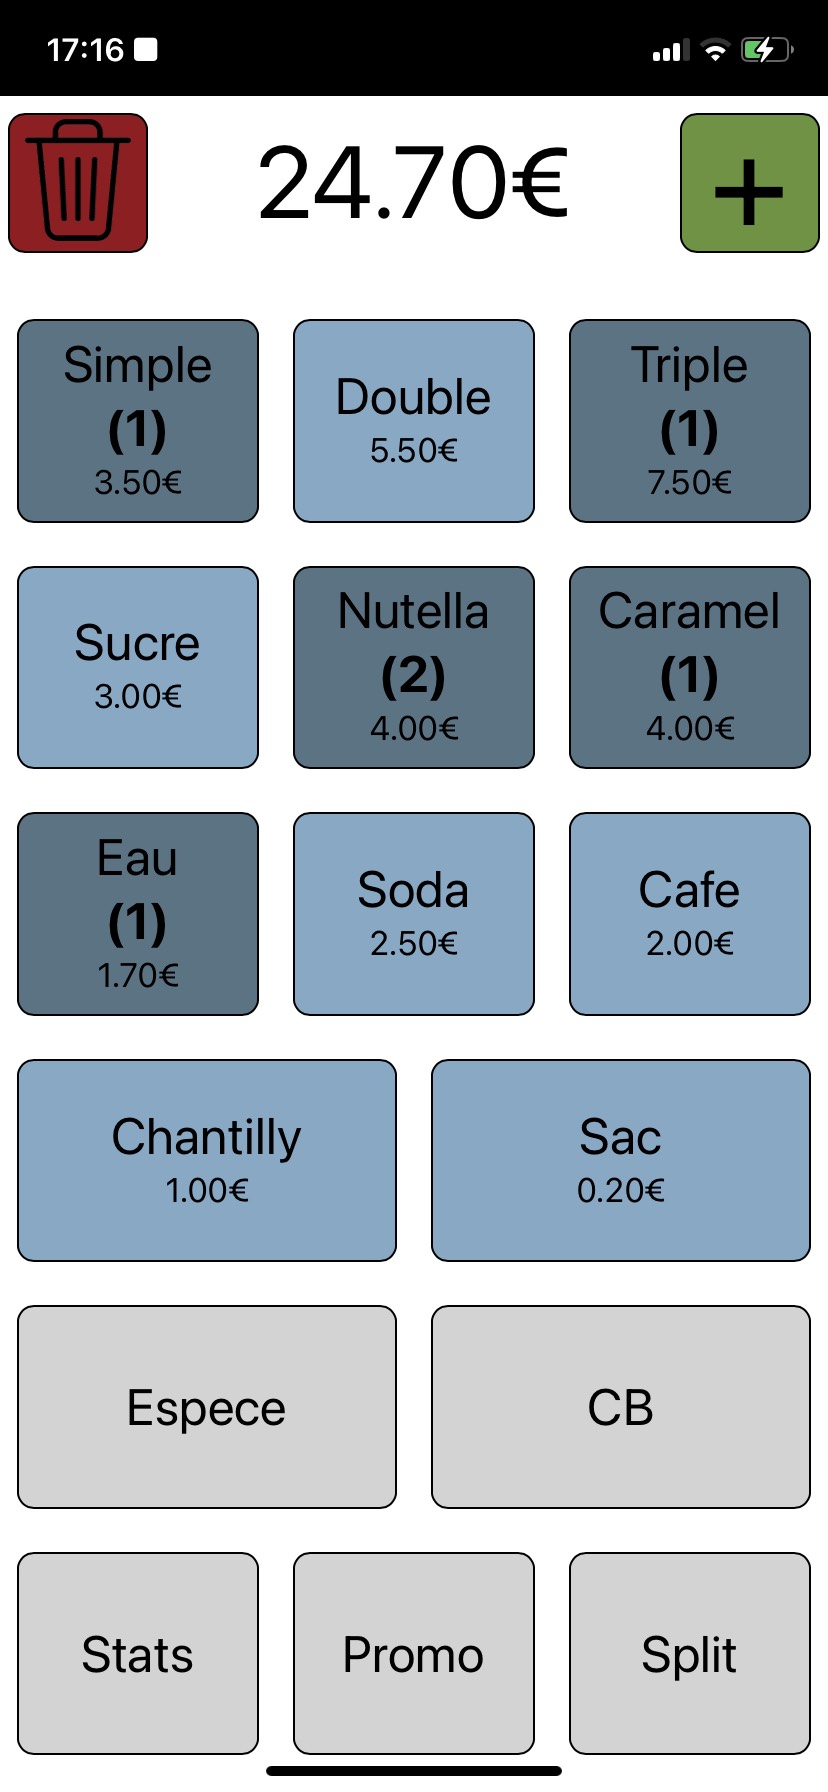 17:16
24.70€
+
Simple
(1)
3.50€
Double
5.50€
Triple
(1)
7.50€
Sucre
3.00€
Nutella
(2)
4.00€
Caramel
(1)
4.00€
Eau
(1)
1.70€
Soda
2.50€
Cafe
2.00€
Chantilly
1.00€
Sac
0.20€
Espece
CB
Stats
Promo
Split